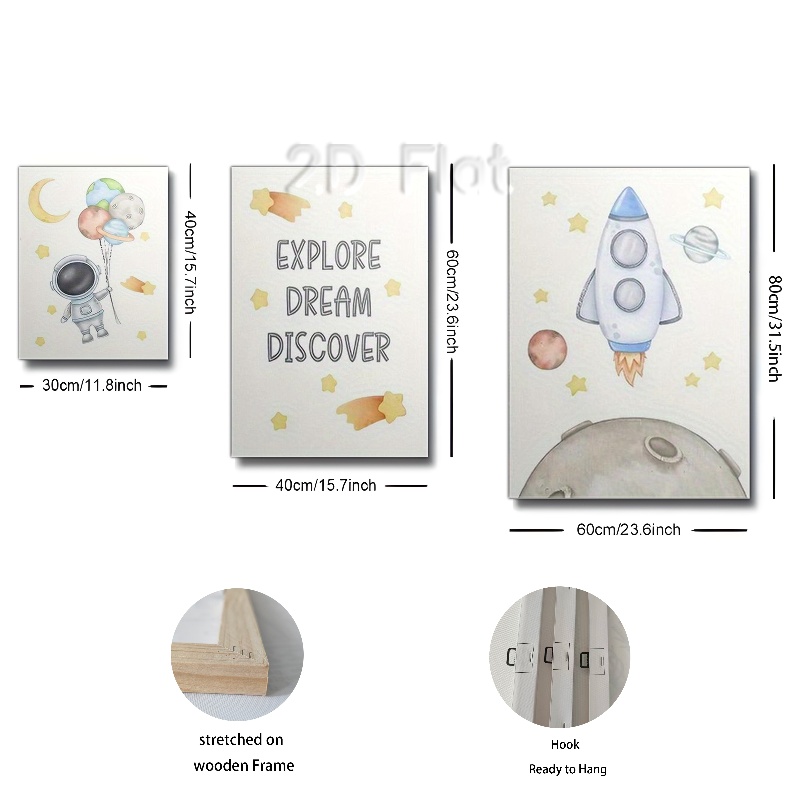 2D Flat
EXPLORE
DREAM
DISCOVER
40cm/15.7inch
60cm/23.6inch
80cm/31.5inch
30cm/11.8inch
40cm/15.7inch
60cm/23.6inch
stretched on
wooden Frame
Hook
Ready to Hang